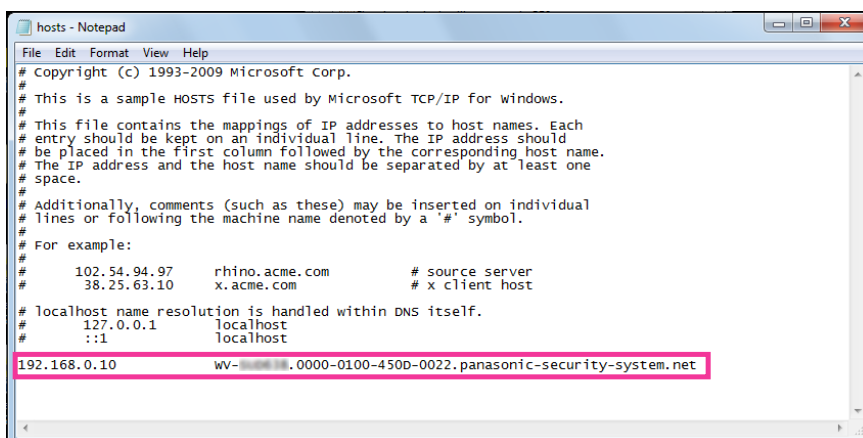 hosts - Notepad
File Edit Format View Help
# Copyright (c) 1993-2009 Microsoft Corp.
#
# This is a sample HOSTS file used by Microsoft TCP/IP for Windows.
#
# This file contains the mappings of IP addresses to host names. Each
# entry should be kept on an individual line. The IP address should
# be placed in the first column followed by the corresponding host name.
# The IP address and the host name should be separated by at least one
# space.
#
# Additionally, comments (such as these) may be inserted on individual
# lines or following the machine name denoted by a '#' symbol.
#
# For example:
#
# 102.54.94.97 rhino.acme.com # source server
# 38.25.63.10 x.acme.com # x client host
# localhost name resolution is handled within DNS itself.
# 127.0.0.1 localhost
# ::1 localhost
192.168.0.10 WV- .0000-0100-450D-0022.panasonic-security-system.net